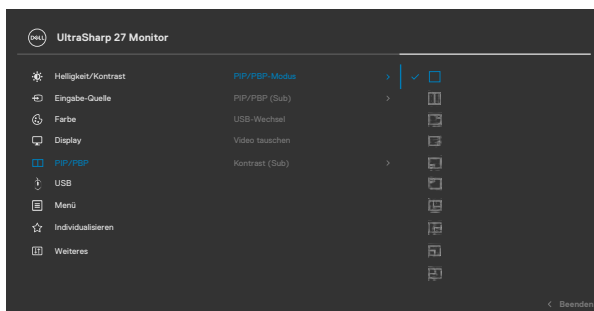 DELL UltraSharp 27 Monitor
Helligkeit/Kontrast PIP/PBP-Modus
Eingabe-Quelle PIP/PBP (Sub)
Farbe USB-Wechsel
Display Video tauschen
PIP/PBP Kontrast (Sub)
USB
Menü
Individualisieren
Weiteres
Beenden